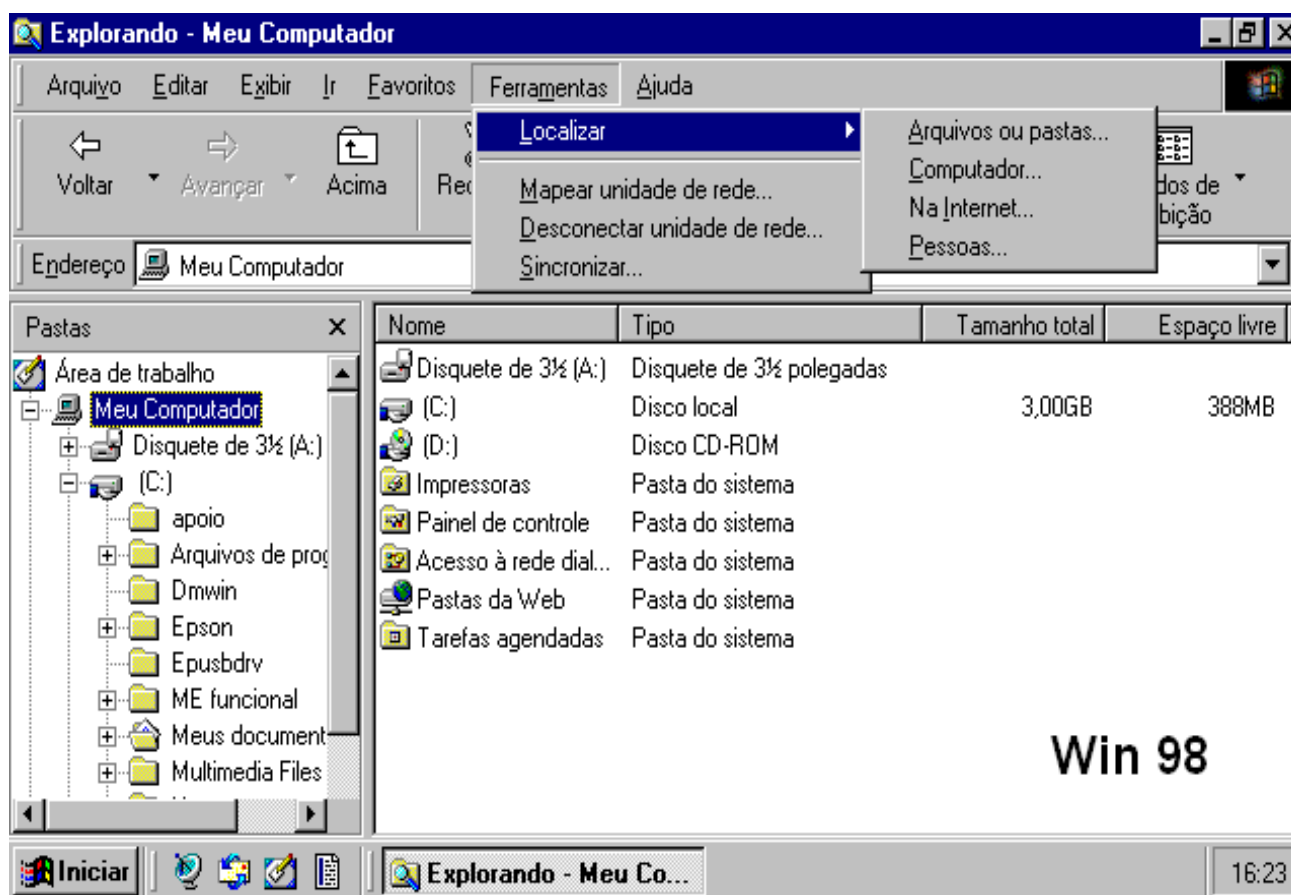 Explorando - Meu Computador
Arquivo Editar Exibir Ir Favoritos Ferramentas Ajuda
Localizar
Mapear unidade de rede...
Desconectar unidade de rede...
Sincronizar...
Arquivos ou pastas...
Computador...
Na Internet...
Pessoas...
Voltar Avançar Acima
Endereço Meu Computador
Pastas
Área de trabalho
Meu Computador
Disquete de 3½ (A:)
(C:)
apoio
Arquivos de prog
Dmwin
Epson
Epusbdrv
ME funcional
Meus document
Multimedia Files
Nome Tipo Tamanho total Espaço livre
Disquete de 3½ (A:) Disquete de 3½ polegadas
(C:) Disco local 3,00GB 388MB
(D:) Disco CD-ROM
Impressoras Pasta do sistema
Painel de controle Pasta do sistema
Acesso à rede dial... Pasta do sistema
Pastas da Web Pasta do sistema
Tarefas agendadas Pasta do sistema
Win 98
Iniciar Explorando - Meu Co... 16:23